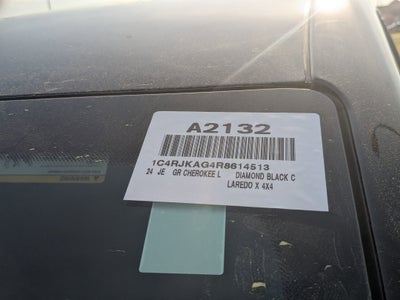 A2132
1C4RJKAG4R8614513
24 JE GR CHEROKEE L DIAMOND BLACK C
LAREDO X 4X4